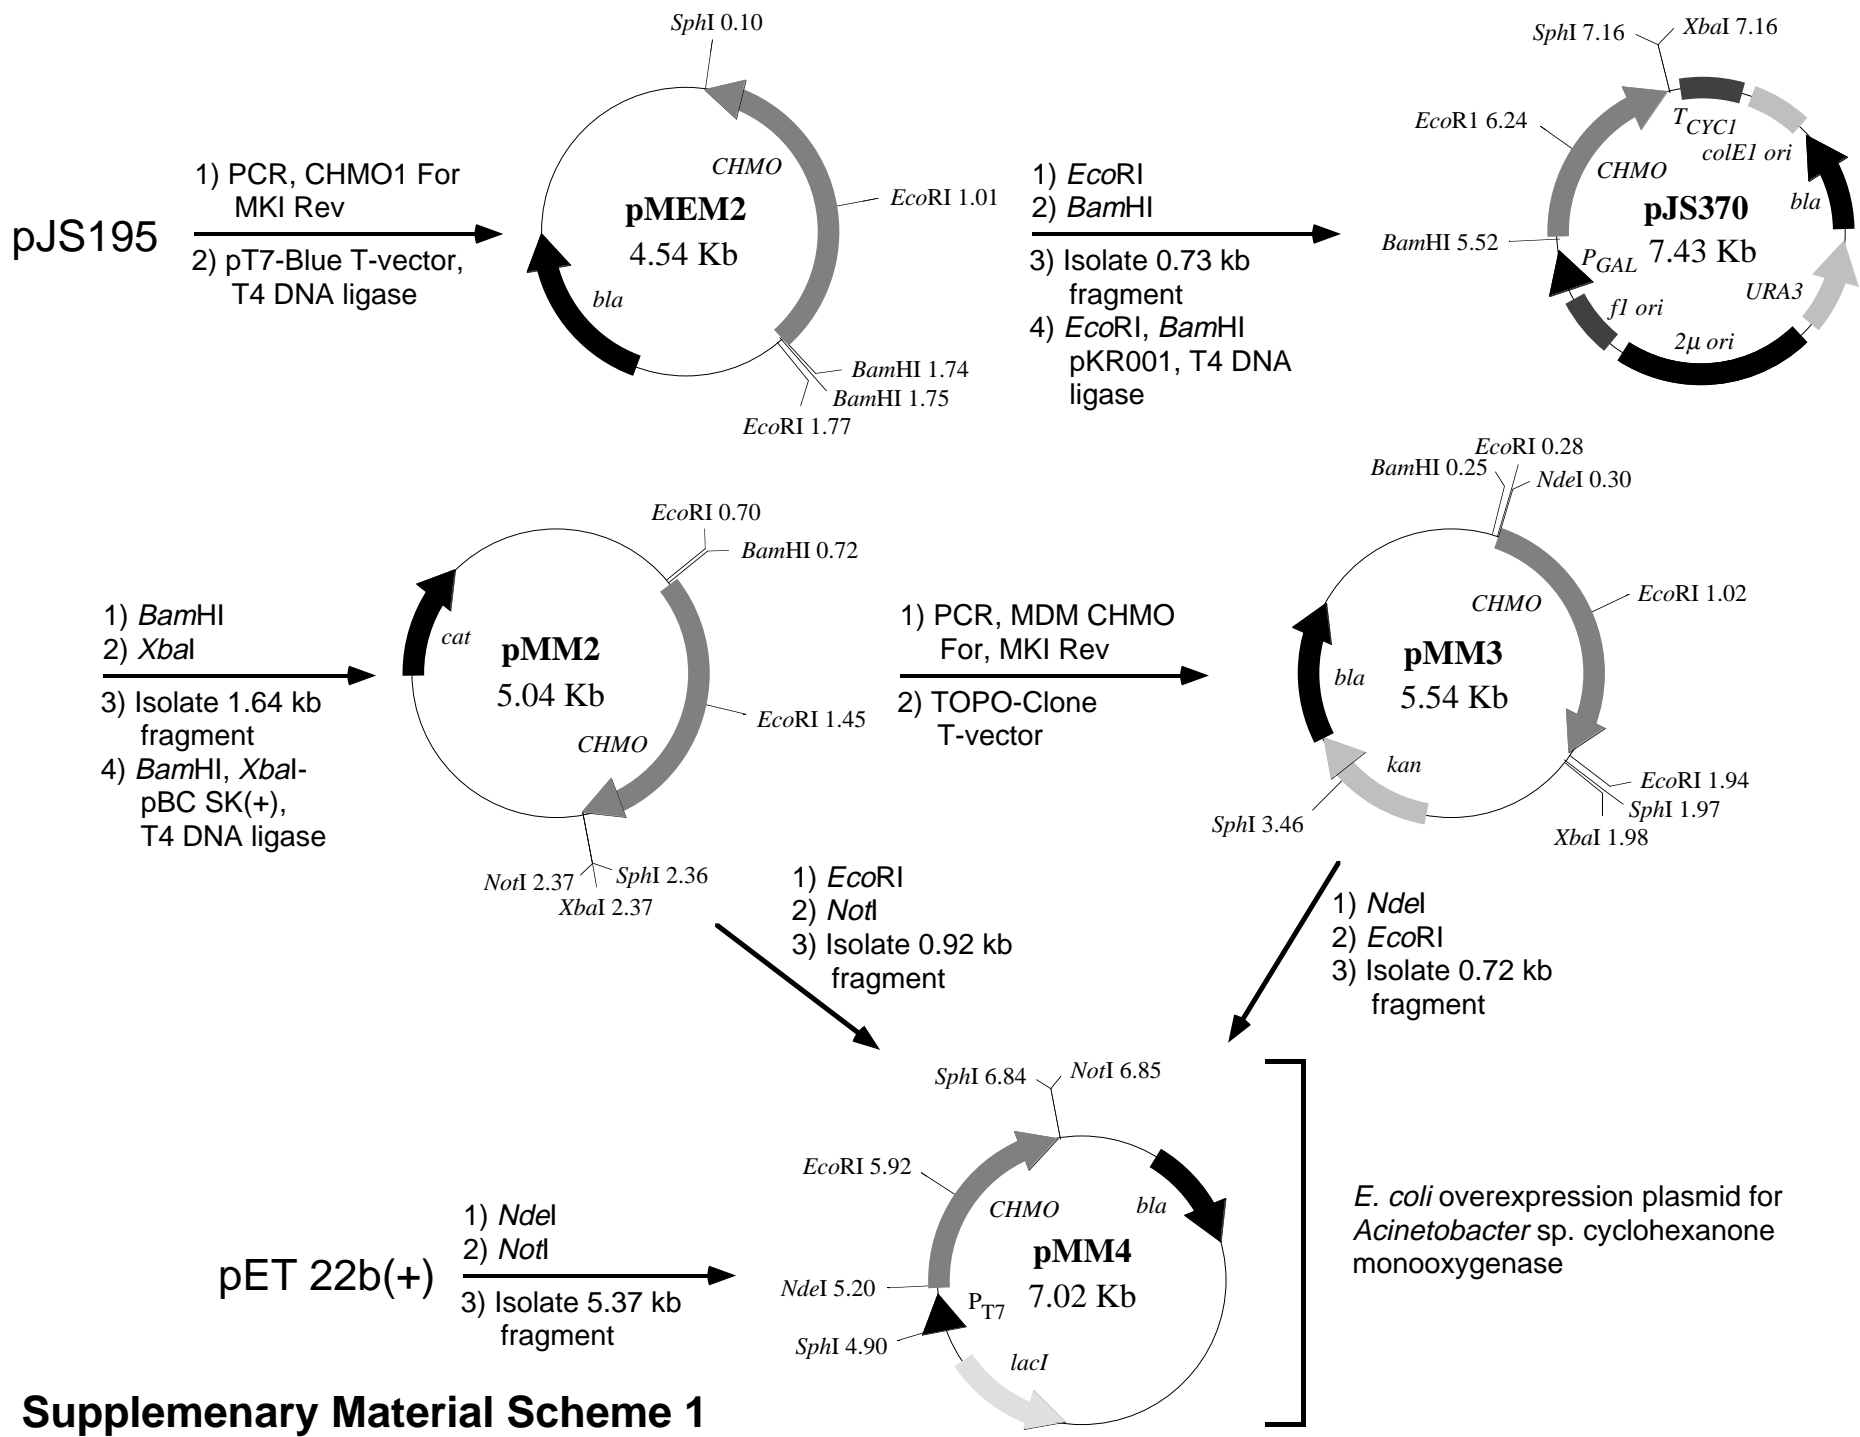 pJS195
1) PCR, CHMO1 For
MKI Rev
2) pT7-Blue T-vector,
T4 DNA ligase
SphI 0.10
CHMO
EcoRI 1.01
pMEM2
4.54 Kb
bla
BamHI 1.74
BamHI 1.75
EcoRI 1.77
1) EcoRI
2) BamHI
3) Isolate 0.73 kb
fragment
4) EcoRI, BamHI
pKR001, T4 DNA
ligase
SphI 7.16
XbaI 7.16
EcoR1 6.24
TCYC1
colE1 ori
CHMO
pJS370
7.43 Kb
bla
BamHI 5.52
PGAL
URA3
f1 ori
2µ ori
1) BamHI
2) XbaI
3) Isolate 1.64 kb
fragment
4) BamHI, XbaI-
pBC SK(+),
T4 DNA ligase
EcoRI 0.70
BamHI 0.72
cat
pMM2
5.04 Kb
EcoRI 1.45
CHMO
NotI 2.37
SphI 2.36
XbaI 2.37
1) PCR, MDM CHMO
For, MKI Rev
2) TOPO-Clone
T-vector
EcoRI 0.28
BamHI 0.25
NdeI 0.30
CHMO
EcoRI 1.02
pMM3
5.54 Kb
bla
kan
EcoRI 1.94
SphI 1.97
XbaI 1.98
SphI 3.46
1) EcoRI
2) NotI
3) Isolate 0.92 kb
fragment
1) NdeI
2) EcoRI
3) Isolate 0.72 kb
fragment
pET 22b(+)
1) NdeI
2) NotI
3) Isolate 5.37 kb
fragment
SphI 6.84
NotI 6.85
EcoRI 5.92
CHMO
bla
pMM4
7.02 Kb
NdeI 5.20
PT7
SphI 4.90
lacI
E. coli overexpression plasmid for
Acinetobacter sp. cyclohexanone
monooxygenase
Supplemenary Material Scheme 1